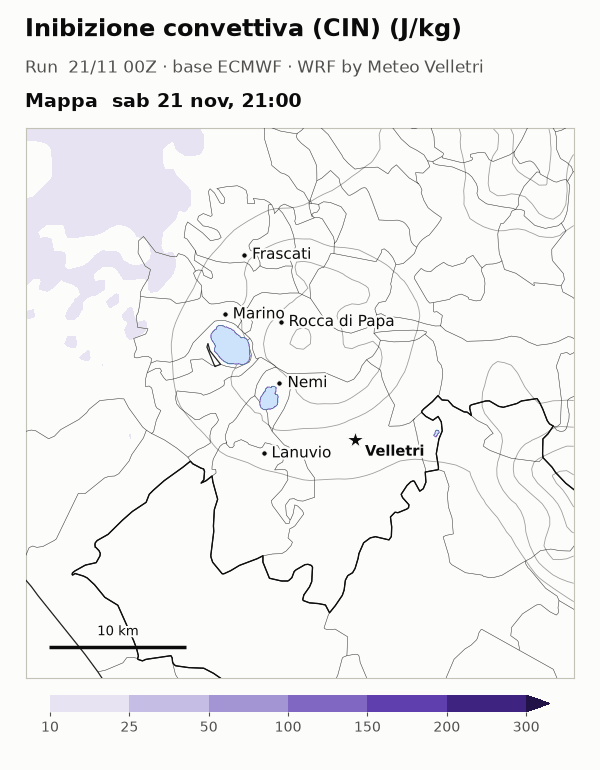 Inibizione convettiva (CIN) (J/kg)
Run  21/11 00Z · base ECMWF · WRF by Meteo Velletri
Mappa  sab 21 nov, 21:00
Frascati
Marino
Rocca di Papa
Nemi
Velletri
Lanuvio
10 km
10 25 50 100 150 200 300